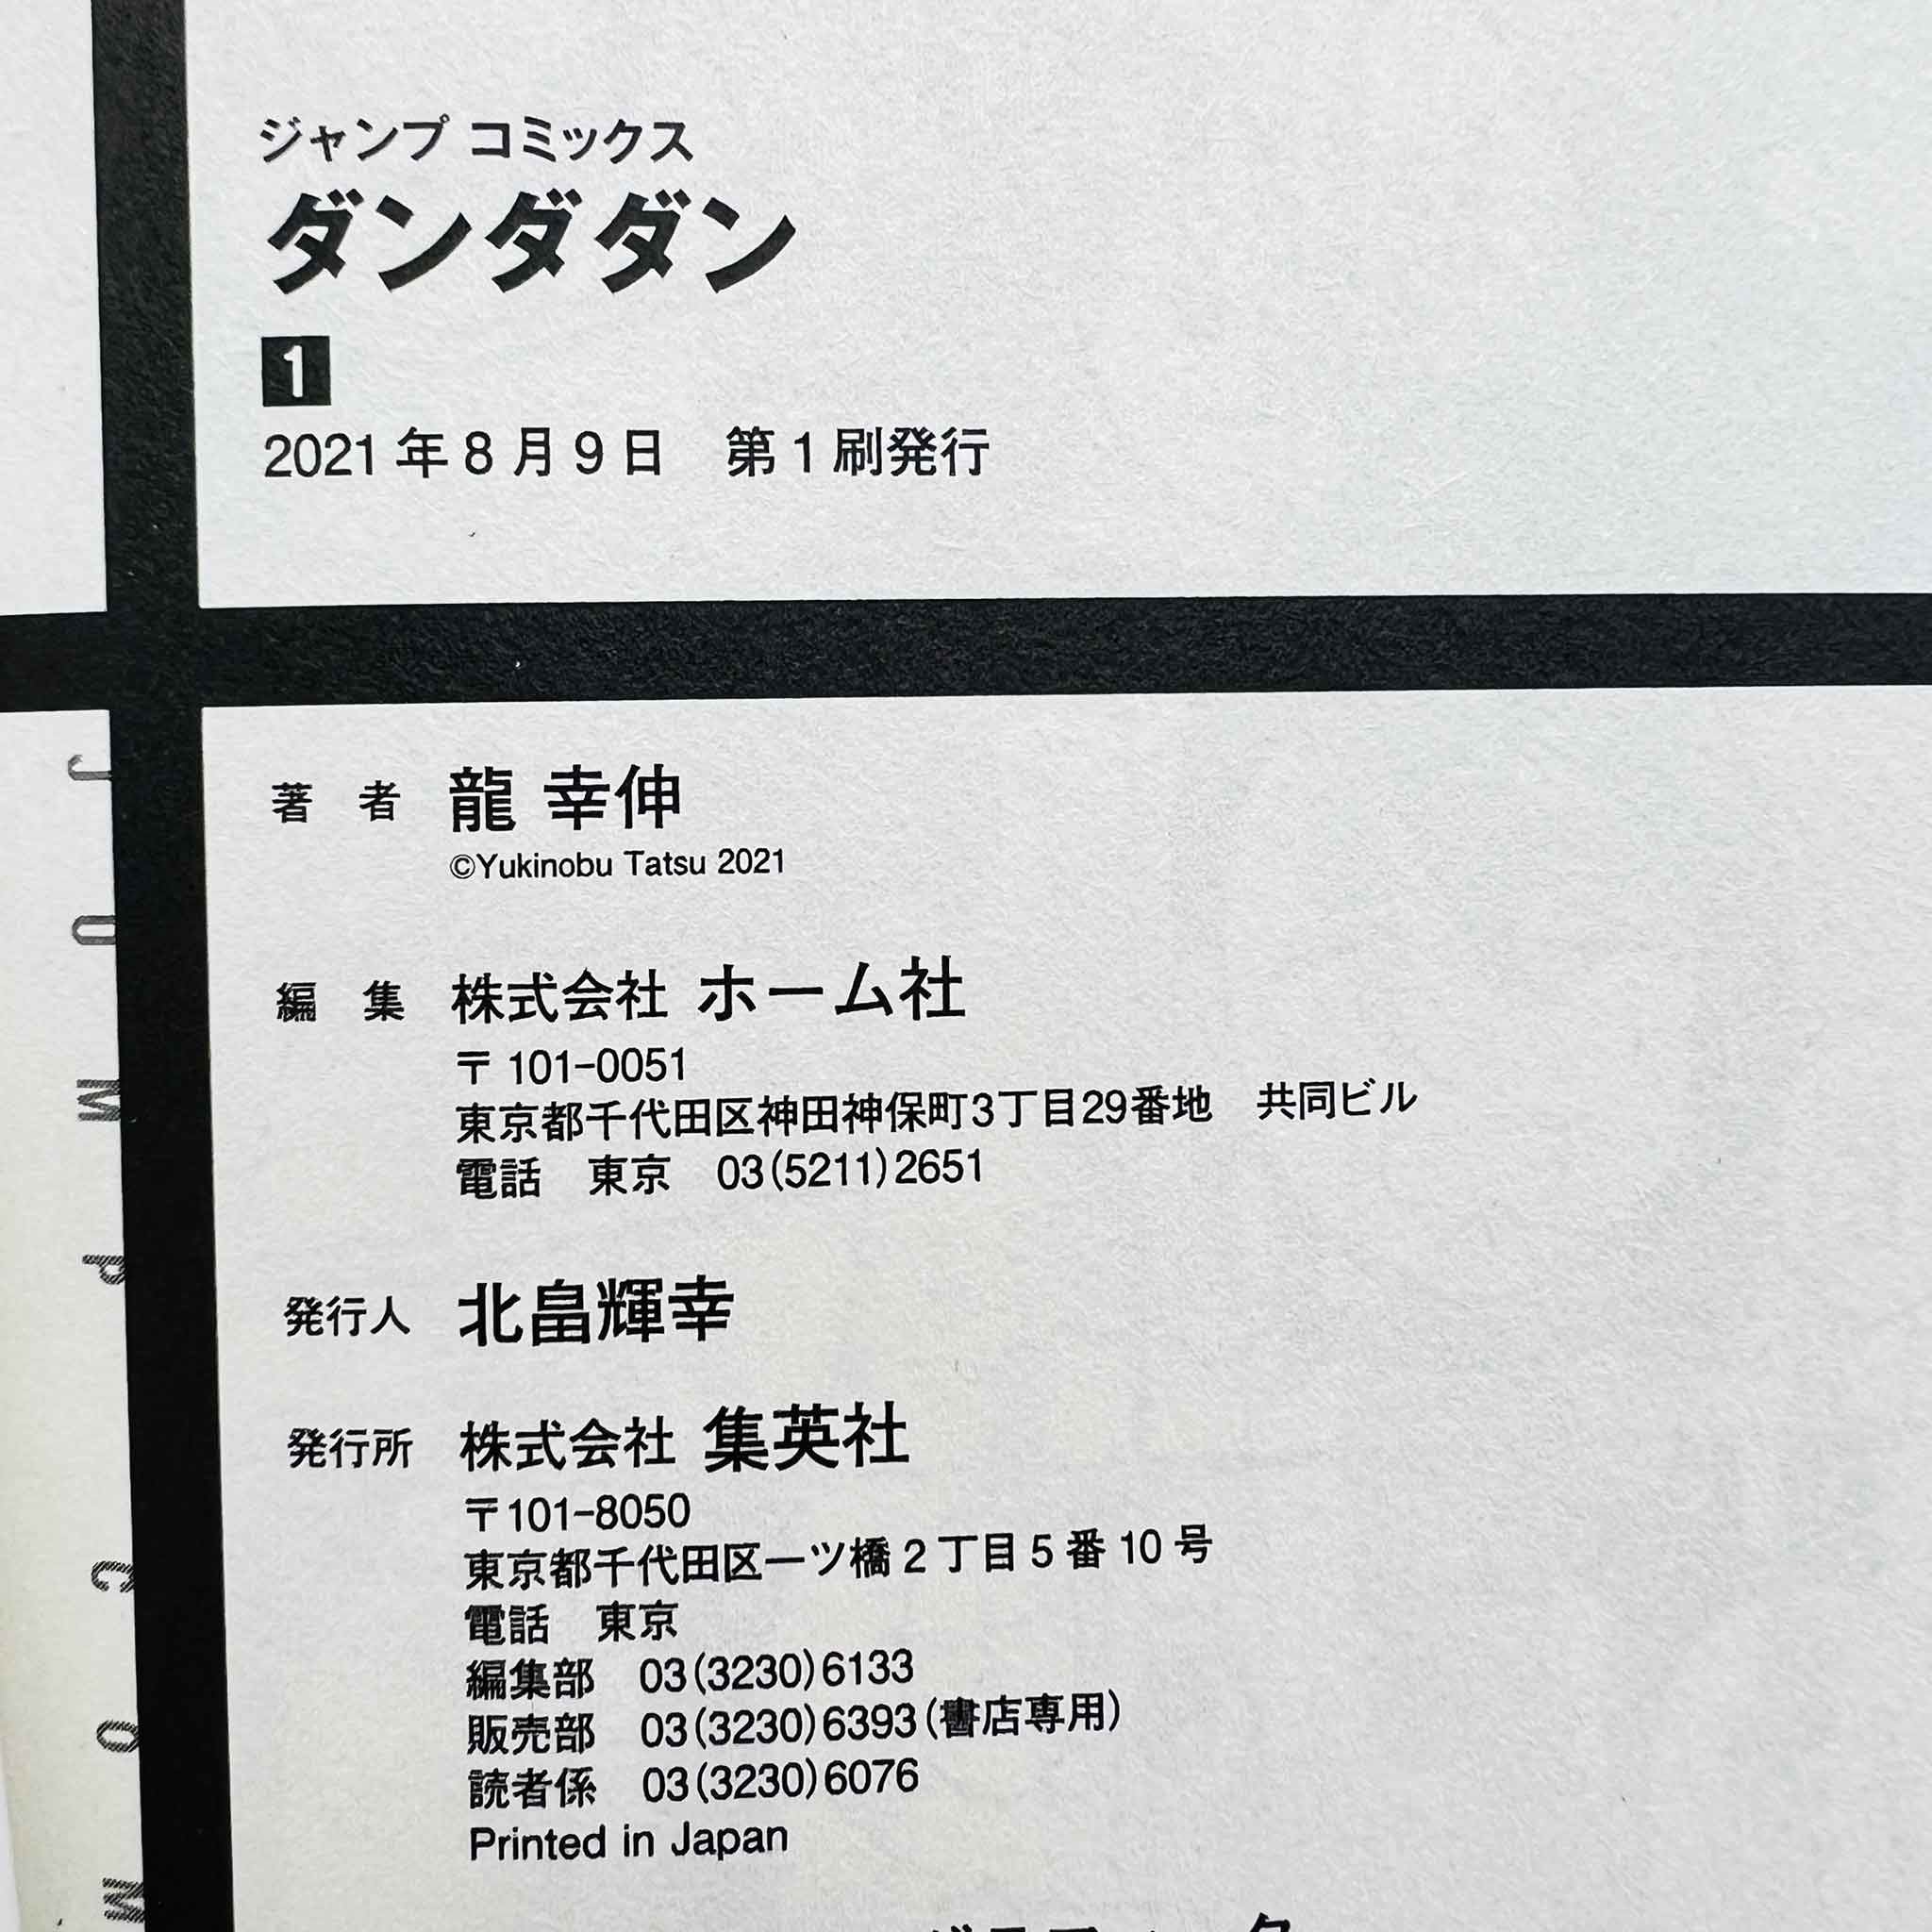 ジャンプ コミックス
ダンダダン
1
2021年8月9日　第1刷発行
著　者　龍 幸伸
©Yukinobu Tatsu 2021
編　集　株式会社 ホーム社
〒101-0051
東京都千代田区神田神保町3丁目29番地　共同ビル
電話　東京　03(5211)2651
発行人　北畠輝幸
発行所　株式会社 集英社
〒101-8050
東京都千代田区一ツ橋2丁目5番10号
電話　東京
編集部　03(3230)6133
販売部　03(3230)6393(書店専用)
読者係　03(3230)6076
Printed in Japan
JUMP COM